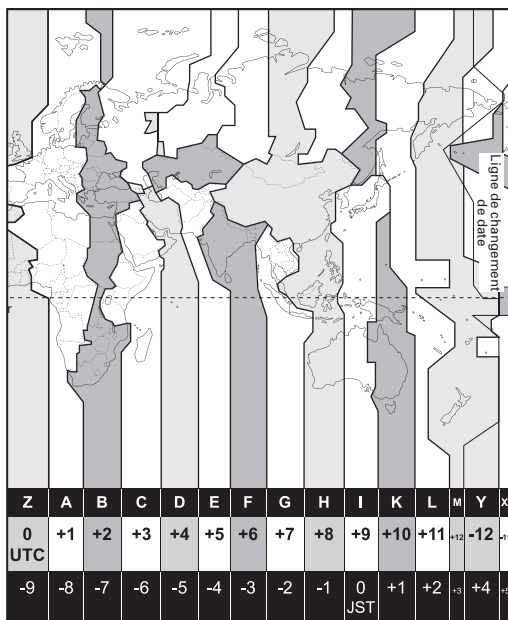 Ligne de changement
de date
r
Z A B C D E F G H I K L M Y X
0 +1 +2 +3 +4 +5 +6 +7 +8 +9 +10 +11 +12 -12
UTC
-9 -8 -7 -6 -5 -4 -3 -2 -1 0 +1 +2 +3 +4
JST